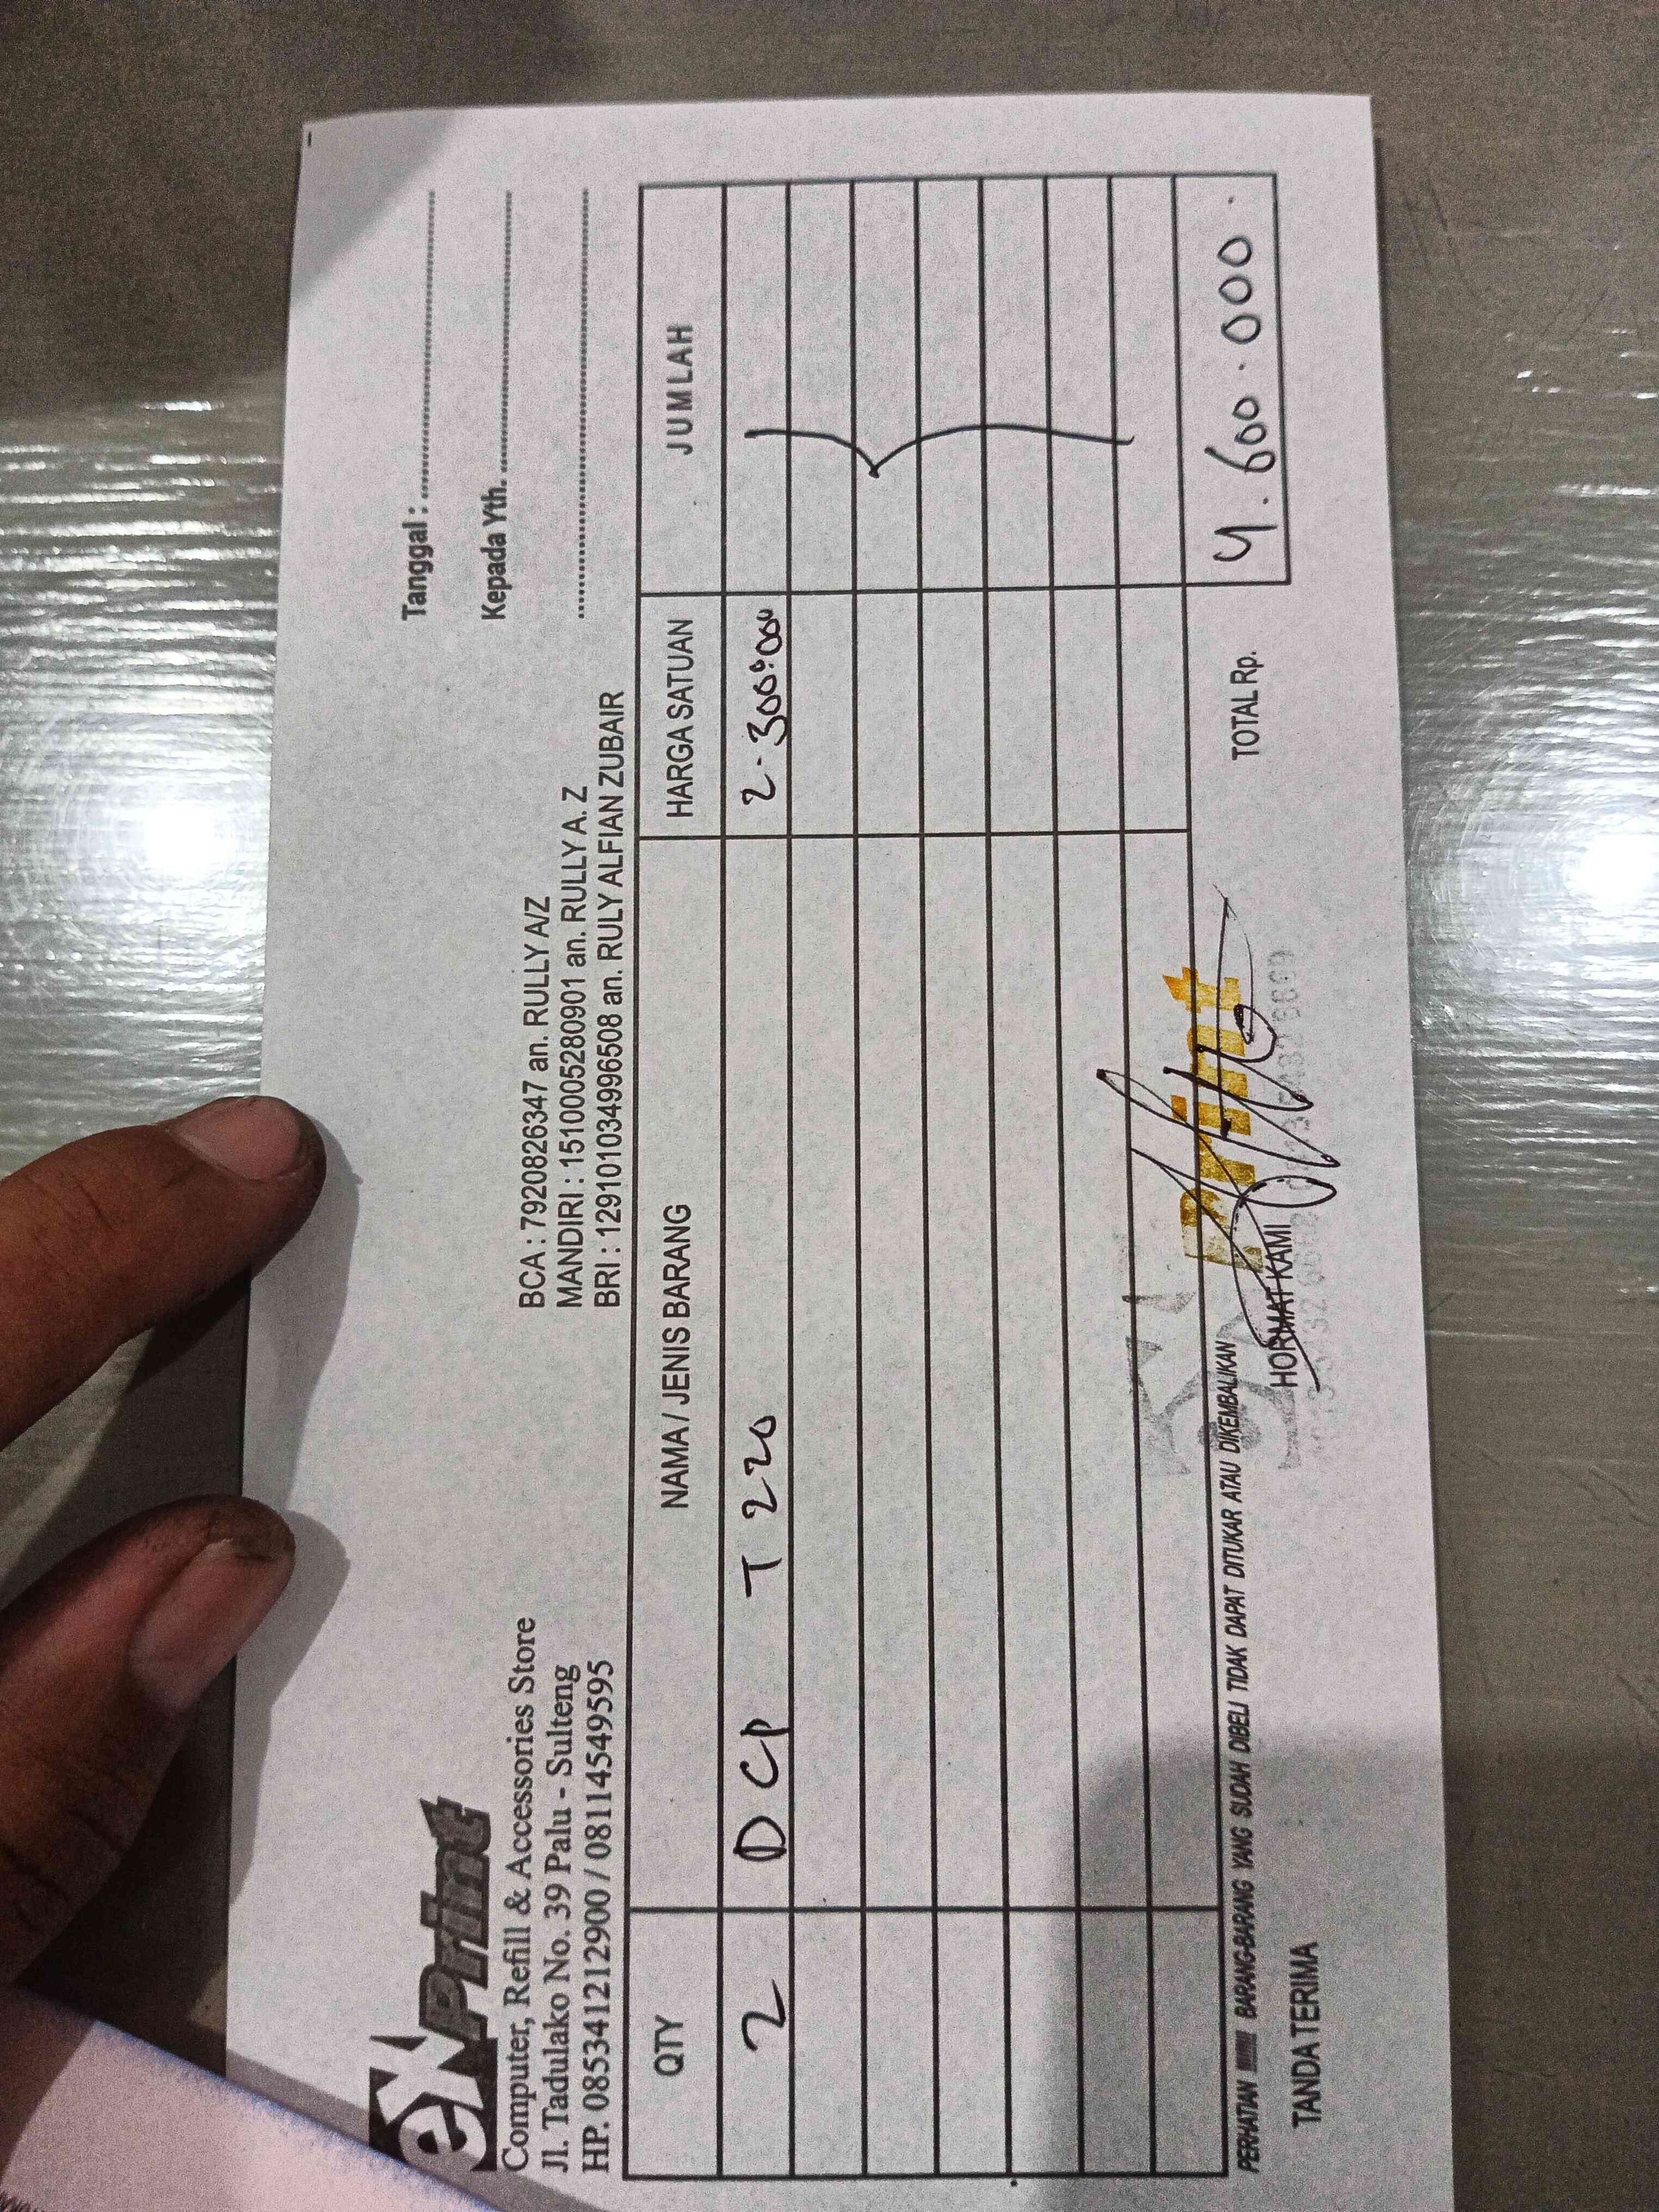 eX Print
Computer, Refill & Accessories Store
Jl. Tadulako No. 39 Palu - Sulteng
HP. 085341212900 / 08114549595
BCA : 7920826347 an. RULLY A/Z
MANDIRI : 1510005280901 an. RULLY A. Z
BRI : 129101034996508 an. RULY ALFIAN ZUBAIR
Tanggal :
Kepada Yth.
QTY NAMA / JENIS BARANG HARGA SATUAN JUMLAH
2 DCP T220 2.300.000
TOTAL Rp. 4.600.000.
PERHATIAN BARANG-BARANG YANG SUDAH DIBELI TIDAK DAPAT DITUKAR ATAU DIKEMBALIKAN
TANDA TERIMA
HORMAT KAMI
Print